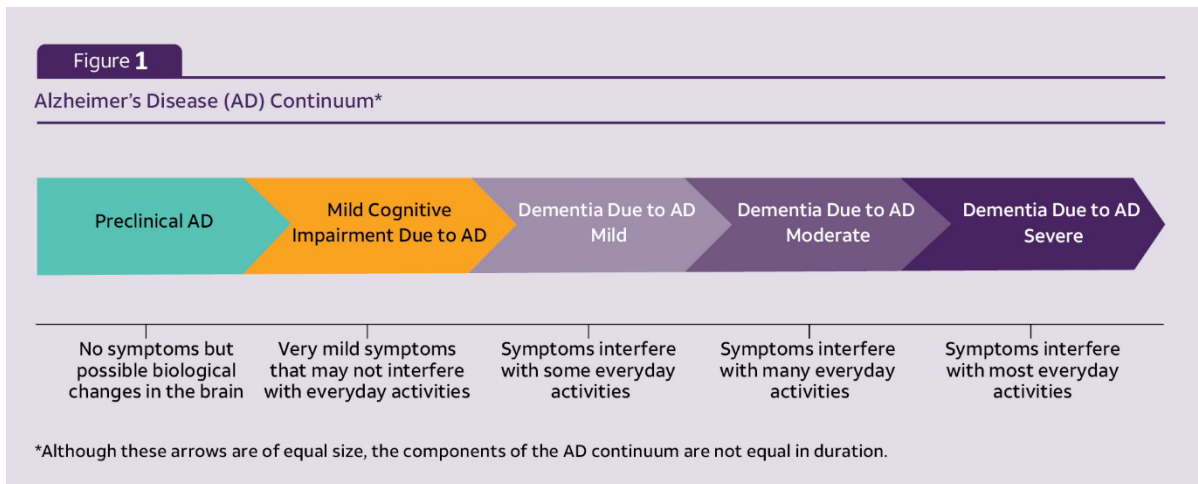 Figure 1
Alzheimer's Disease (AD) Continuum*
Preclinical AD
Mild Cognitive
Impairment Due to AD
Dementia Due to AD
Mild
Dementia Due to AD
Moderate
Dementia Due to AD
Severe
No symptoms but
possible biological
changes in the brain
Very mild symptoms
that may not interfere
with everyday activities
Symptoms interfere
with some everyday
activities
Symptoms interfere
with many everyday
activities
Symptoms interfere
with most everyday
activities
*Although these arrows are of equal size, the components of the AD continuum are not equal in duration.